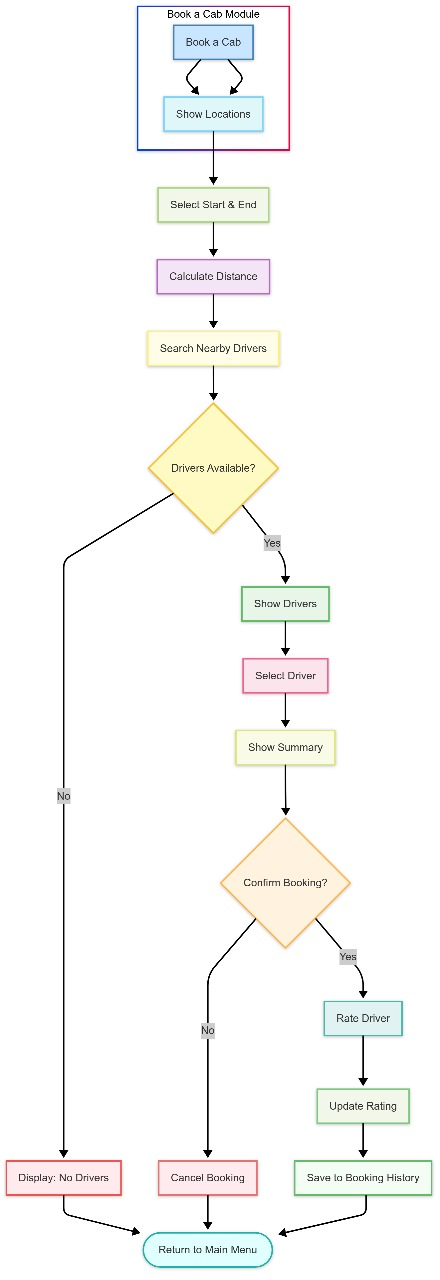 Book a Cab Module
Book a Cab
Show Locations
Select Start & End
Calculate Distance
Search Nearby Drivers
Drivers Available?
Yes
Show Drivers
Select Driver
Show Summary
No
Confirm Booking?
Yes
Rate Driver
No
Update Rating
Display: No Drivers
Cancel Booking
Save to Booking History
Return to Main Menu